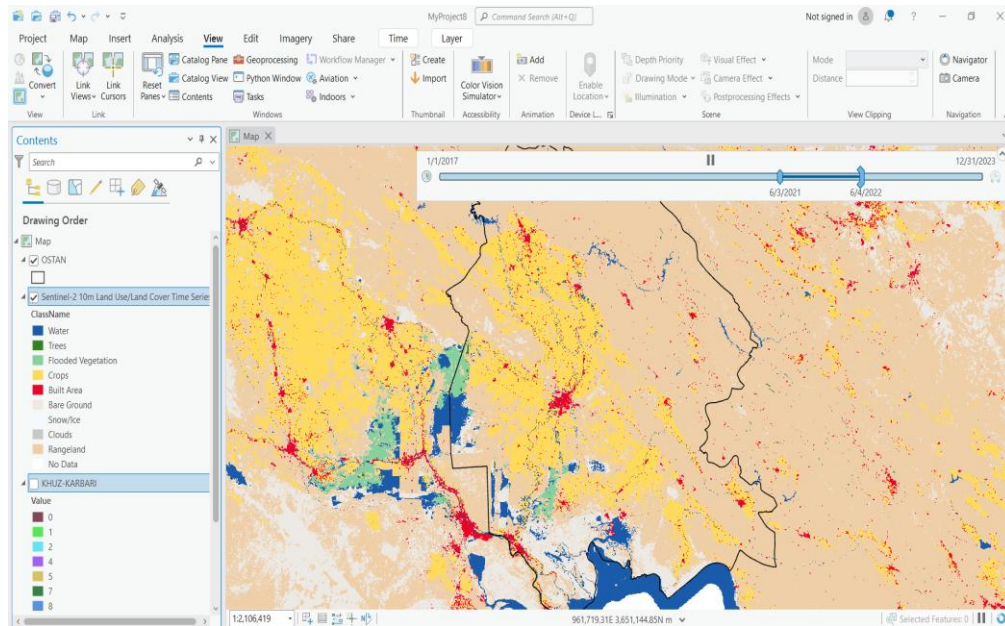 MyProject8
Command Search (Alt+Q)
Not signed in
?
Project Map Insert Analysis View Edit Imagery Share Time Layer
Convert
Link Views
Link Cursors
Reset Panes
Catalog Pane
Catalog View
Contents
Geoprocessing
Python Window
Tasks
Workflow Manager
Aviation
Indoors
Create
Import
Color Vision Simulator
Add
Remove
Enable Location
Depth Priority
Drawing Mode
Illumination
Visual Effect
Camera Effect
Postprocessing Effects
Mode
Distance
Navigator
Camera
View Link Windows Thumbnail Accessibility Animation Device L... Scene View Clipping Navigation
Contents
Search
Drawing Order
Map
OSTAN
Sentinel-2 10m Land Use/Land Cover Time Series
ClassName
Water
Trees
Flooded Vegetation
Crops
Built Area
Bare Ground
Snow/Ice
Clouds
Rangeland
No Data
KHUZ-KARBARI
Value
0
1
2
4
5
7
8
Map
1/1/2017 12/31/2023
6/3/2021 6/4/2022
1:2,106,419
961,719.31E 3,651,144.85N m
Selected Features: 0